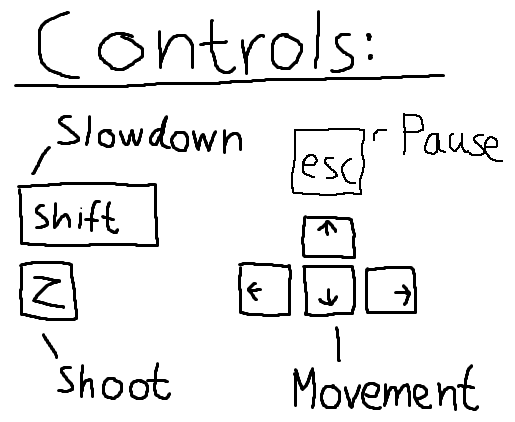 Controls:
Slowdown
Pause
esc
Shift
↑
Z
← ↓ →
Shoot
Movement